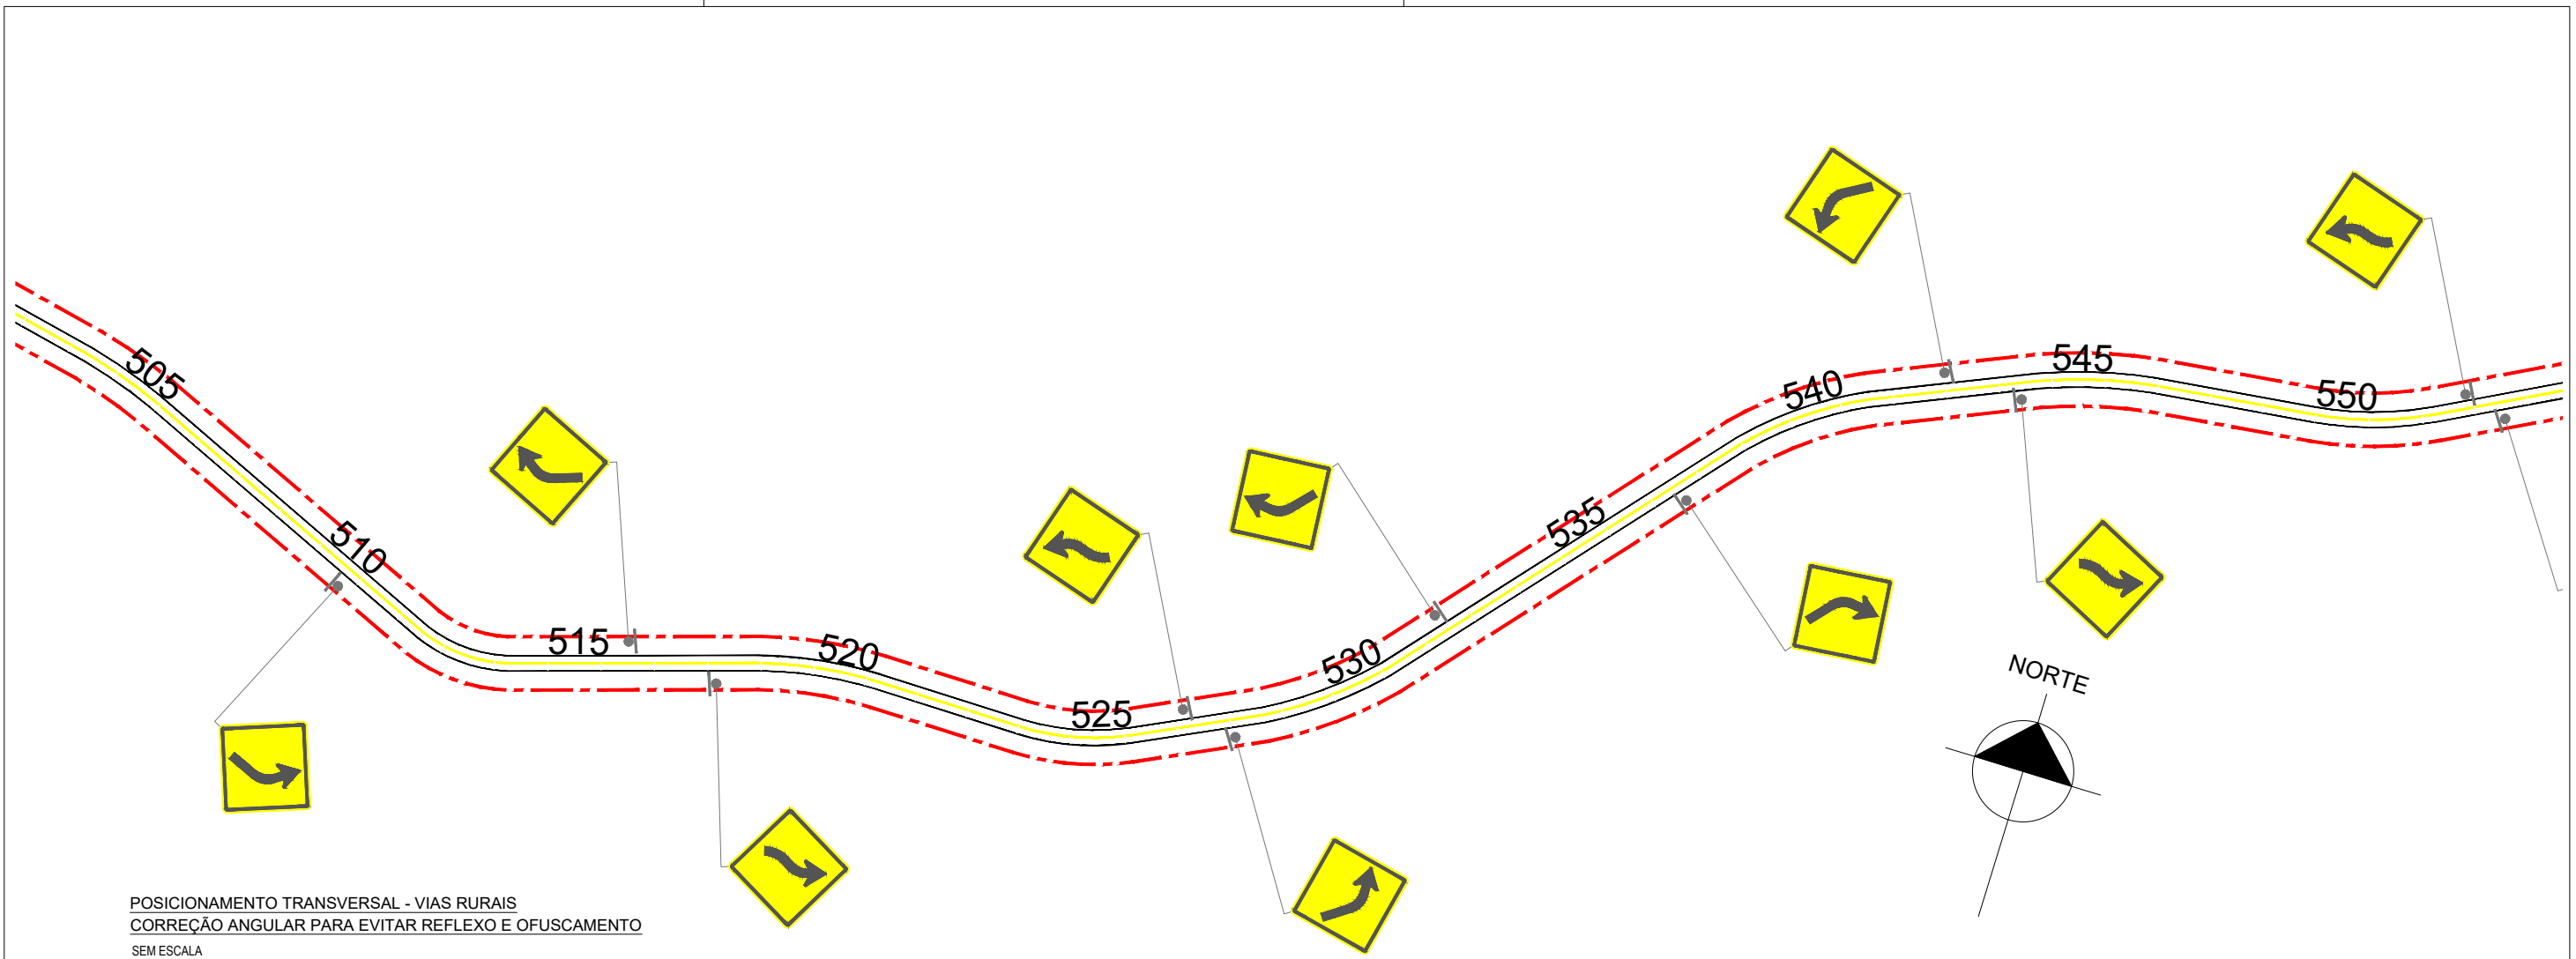 505
510
515
520
525
530
535
540
545
550
NORTE
POSICIONAMENTO TRANSVERSAL - VIAS RURAIS
CORREÇÃO ANGULAR PARA EVITAR REFLEXO E OFUSCAMENTO
SEM ESCALA